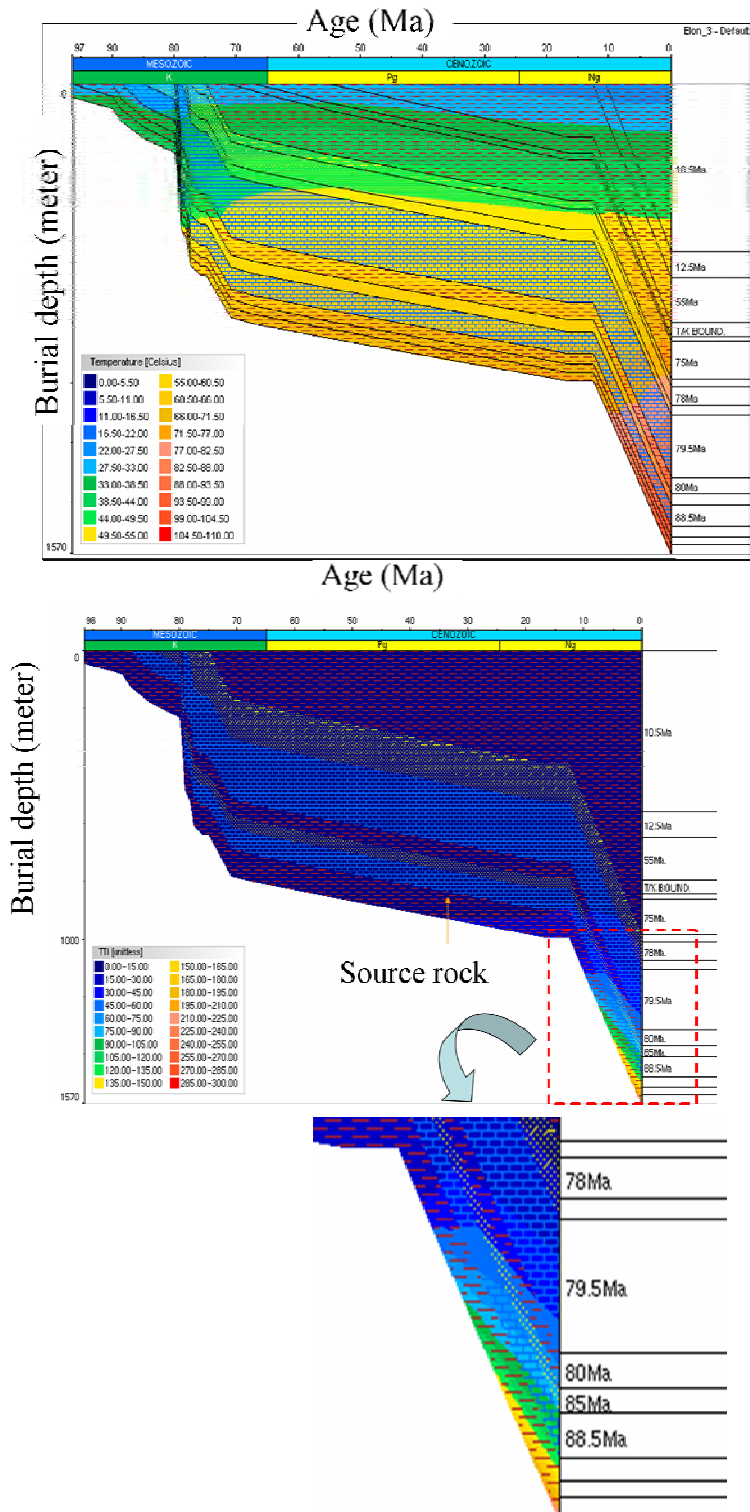 Age (Ma)
Elon_3 - Default
97 90 80 70 60 50 40 30 20 10 0
MESOZOIC CENOZOIC
K Pg Ng
0
Burial depth (meter)
12.5Ma
55Ma
T/K BOUND.
75Ma
78Ma
79.5Ma
80Ma
88.5Ma
Temperature [Celsius]
0.00-5.50 55.00-60.50
5.50-11.00 60.50-66.00
11.00-16.50 66.00-71.50
16.50-22.00 71.50-77.00
22.00-27.50 77.00-82.50
27.50-33.00 82.50-88.00
33.00-38.50 88.00-93.50
38.50-44.00 93.50-99.00
44.00-49.50 99.00-104.50
49.50-55.00 104.50-110.00
1570
Age (Ma)
96 90 80 70 60 50 40 30 20 10 0
MESOZOIC CENOZOIC
K Pg Ng
0
Burial depth (meter)
10.5Ma
12.5Ma
55Ma
T/K BOUND.
75Ma
1000
78Ma
79.5Ma
80Ma
85Ma
88.5Ma
Source rock
TTI [unitless]
0.00-15.00 150.00-165.00
15.00-30.00 165.00-180.00
30.00-45.00 180.00-195.00
45.00-60.00 195.00-210.00
60.00-75.00 210.00-225.00
75.00-90.00 225.00-240.00
90.00-105.00 240.00-255.00
105.00-120.00 255.00-270.00
120.00-135.00 270.00-285.00
135.00-150.00 285.00-300.00
1570
78Ma
79.5Ma
80Ma
85Ma
88.5Ma